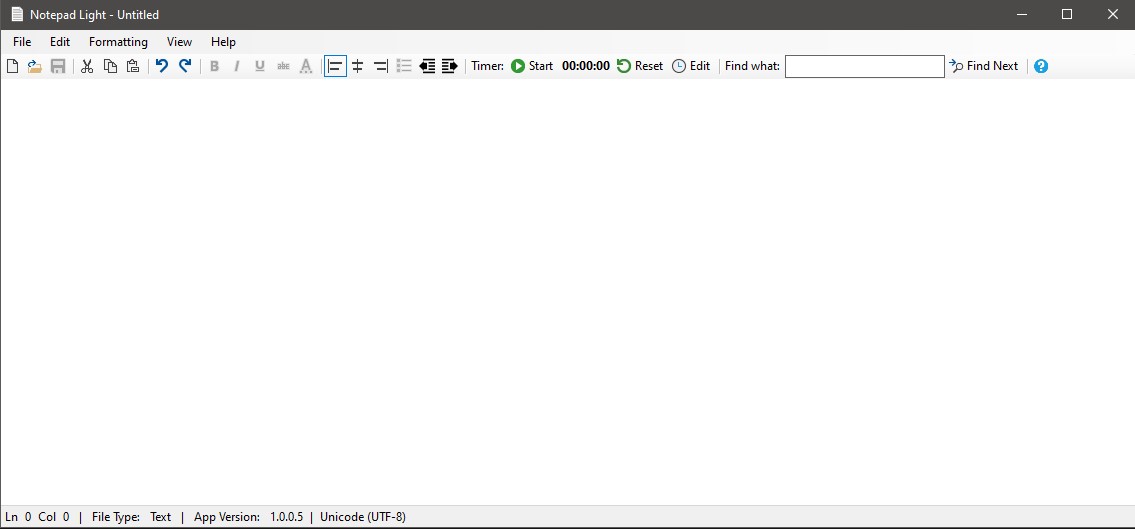 Notepad Light - Untitled
File Edit Formatting View Help
B I U abc A Timer: Start 00:00:00 Reset Edit Find what: Find Next ?
Ln 0 Col 0 | File Type: Text | App Version: 1.0.0.5 | Unicode (UTF-8)